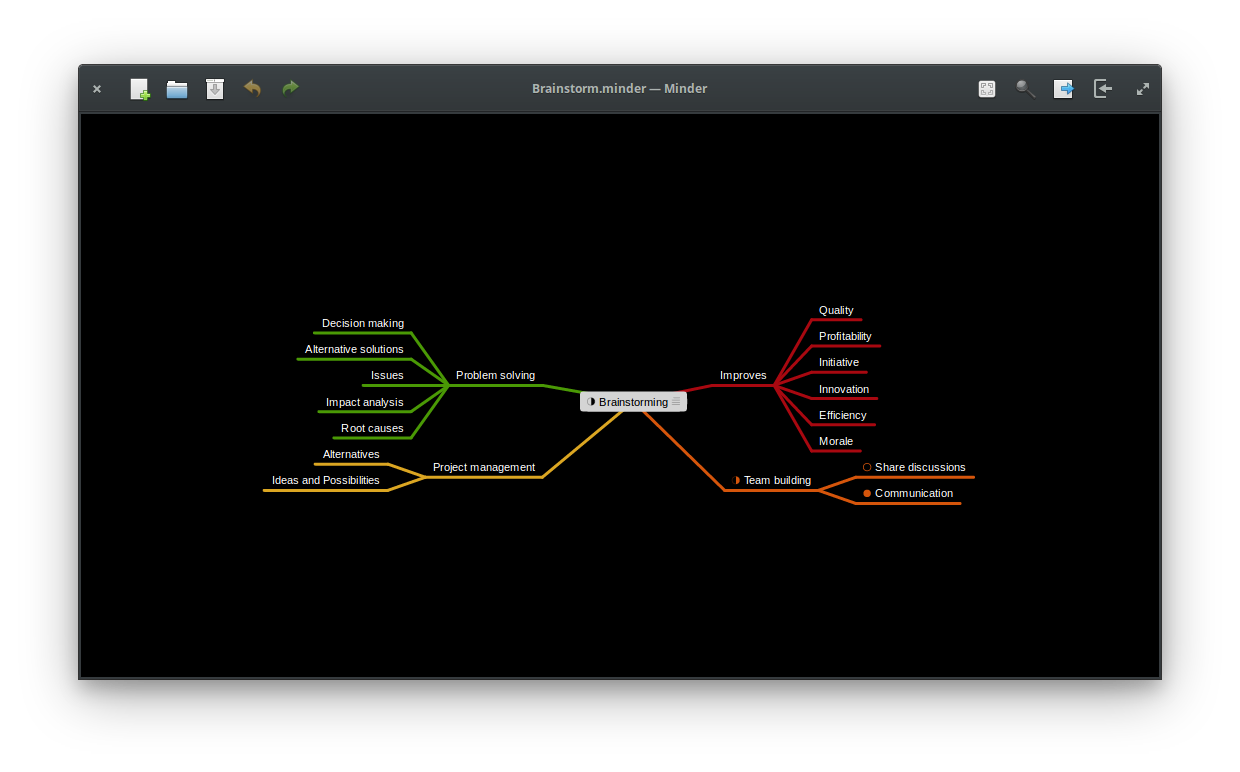 Brainstorm.minder — Minder
Decision making
Alternative solutions
Issues
Impact analysis
Root causes
Problem solving
Alternatives
Ideas and Possibilities
Project management
Brainstorming
Improves
Quality
Profitability
Initiative
Innovation
Efficiency
Morale
Team building
Share discussions
Communication